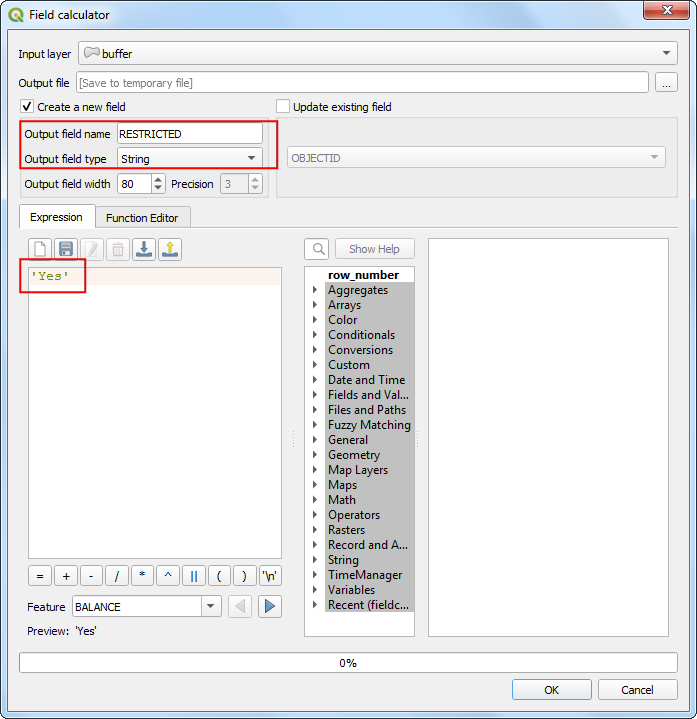 Field calculator
Input layer buffer
Output file [Save to temporary file] ...
Create a new field Update existing field
Output field name RESTRICTED
Output field type String OBJECTID
Output field width 80 Precision 3
Expression Function Editor
Show Help
'Yes' row_number
Aggregates
Arrays
Color
Conditionals
Conversions
Custom
Date and Time
Fields and Val...
Files and Paths
Fuzzy Matching
General
Geometry
Map Layers
Maps
Math
Operators
Rasters
Record and A...
String
TimeManager
Variables
Recent (fieldc...
= + - / * ^ || ( ) '\n'
Feature BALANCE
Preview: 'Yes'
0%
OK Cancel